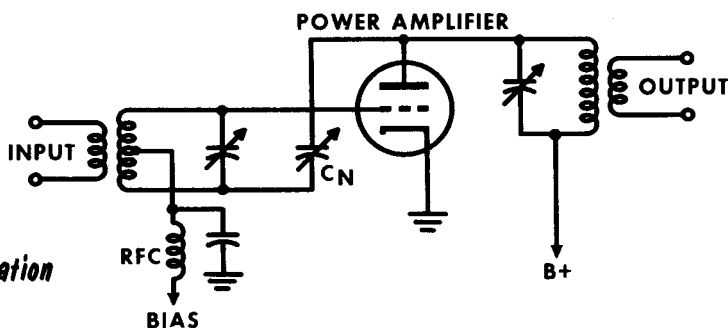 POWER AMPLIFIER
OUTPUT
INPUT
CN
RFC
B+
BIAS